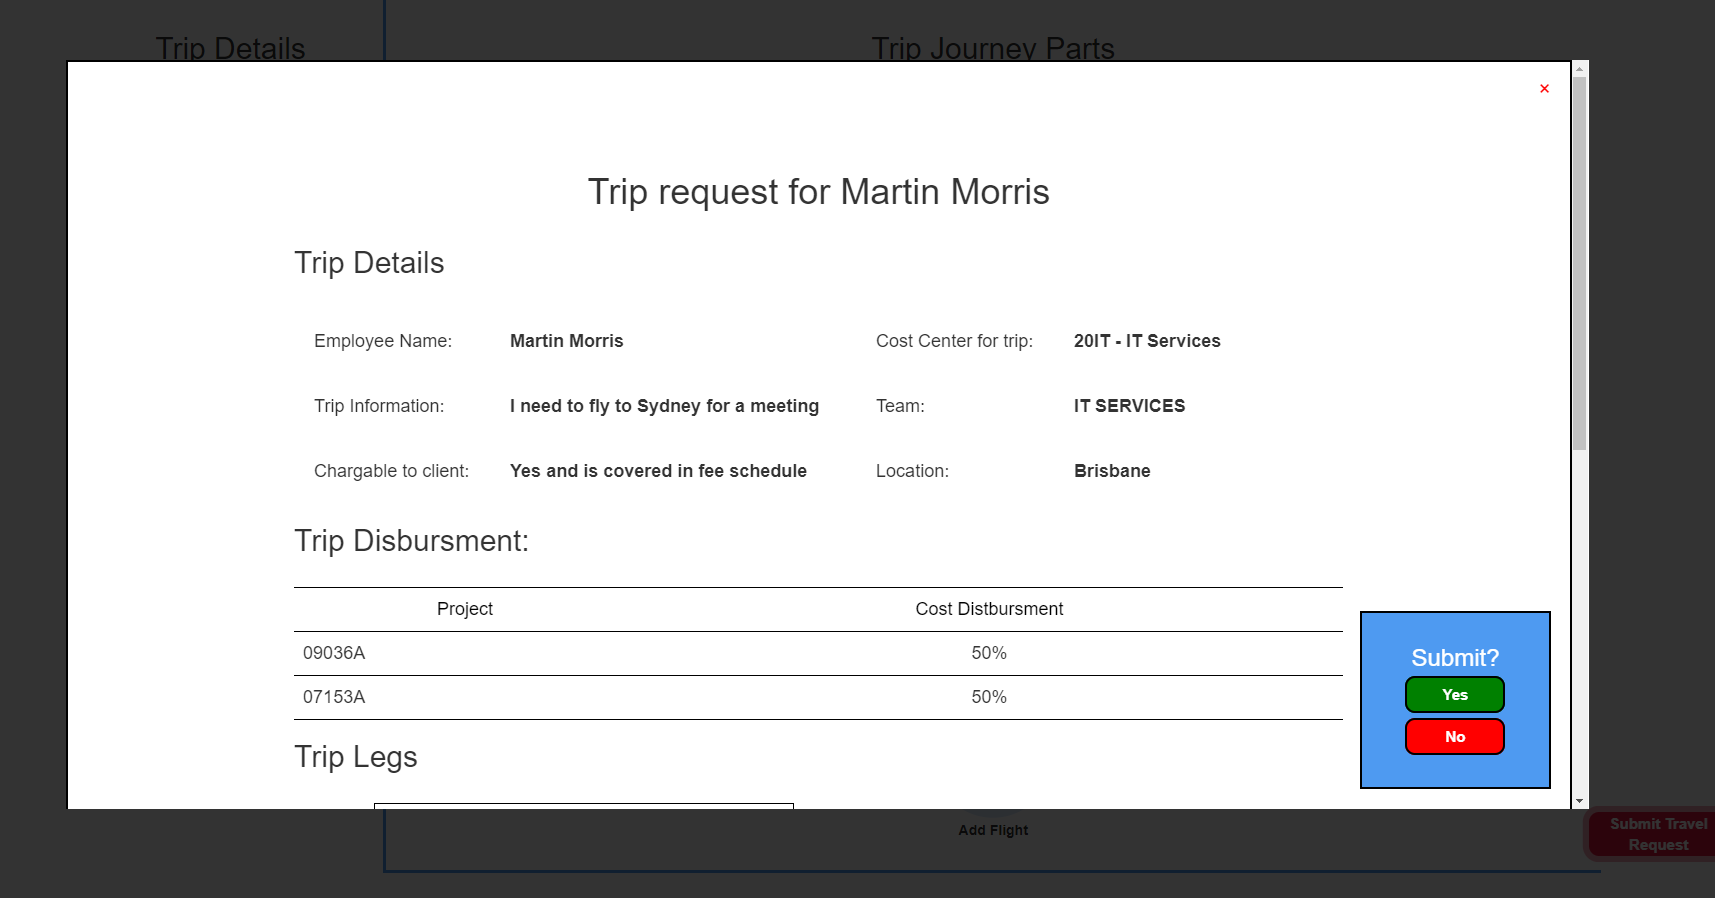 Trip Details
Trip Journey Parts
×
Trip request for Martin Morris
Trip Details
Employee Name: Martin Morris Cost Center for trip: 20IT - IT Services
Trip Information: I need to fly to Sydney for a meeting Team: IT SERVICES
Chargable to client: Yes and is covered in fee schedule Location: Brisbane
Trip Disbursment:
Project Cost Distbursment
09036A 50%
07153A 50%
Submit?
Yes
No
Trip Legs
Add Flight
Submit Travel
Request